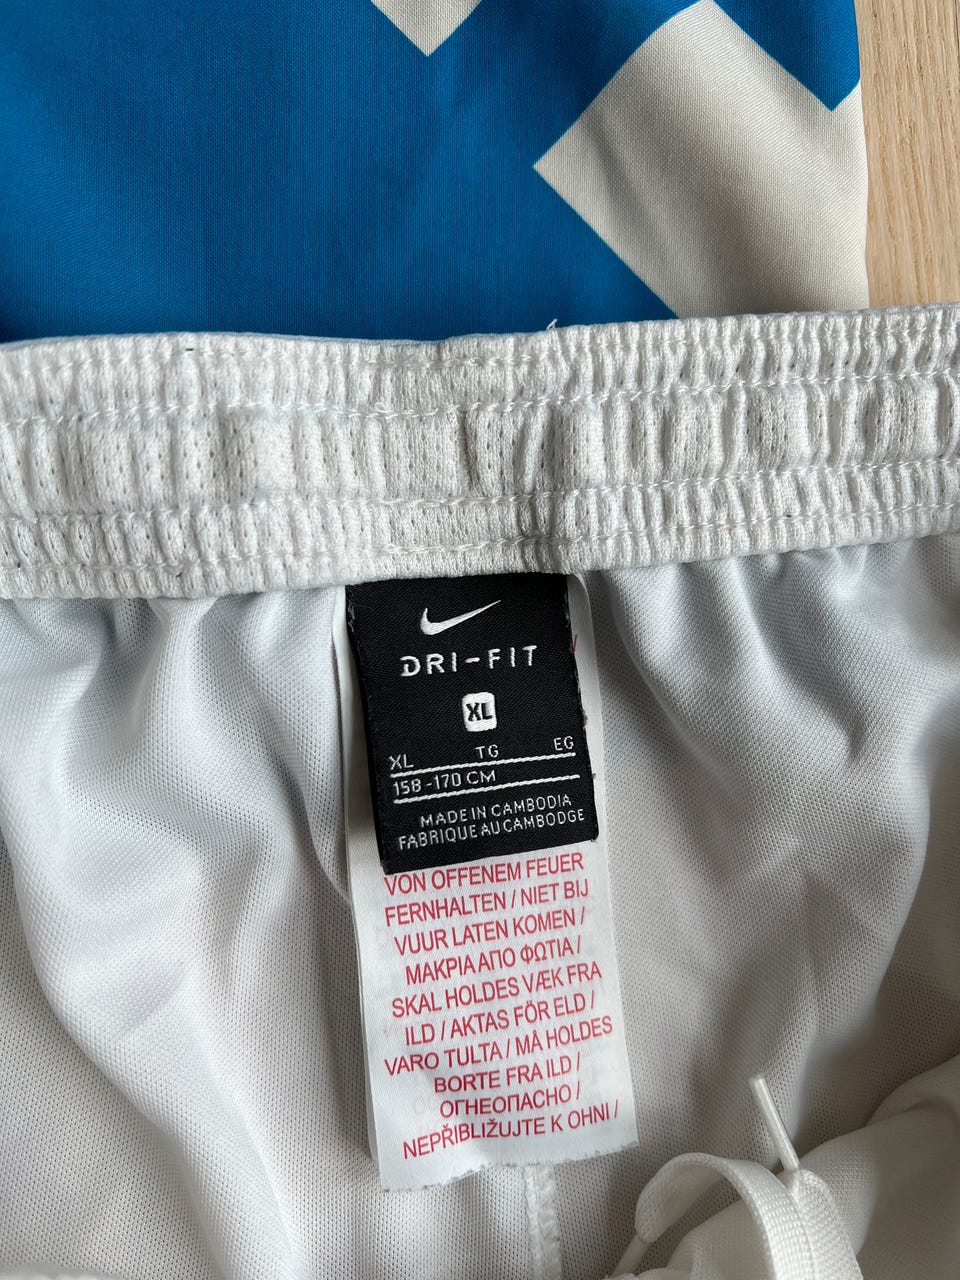 DRI-FIT
XL
XL TG EG
158-170 CM
MADE IN CAMBODIA
FABRIQUE AU CAMBODGE
VON OFFENEM FEUER
FERNHALTEN / NIET BIJ
VUUR LATEN KOMEN /
ΜΑΚΡΙΑ ΑΠΟ ΦΩΤΙΑ /
SKAL HOLDES VÆK FRA
ILD / AKTAS FÖR ELD /
VARO TULTA / MÅ HOLDES
BORTE FRA ILD /
ОГНЕОПАСНО /
NEPŘIBLIŽUJTE K OHNI /